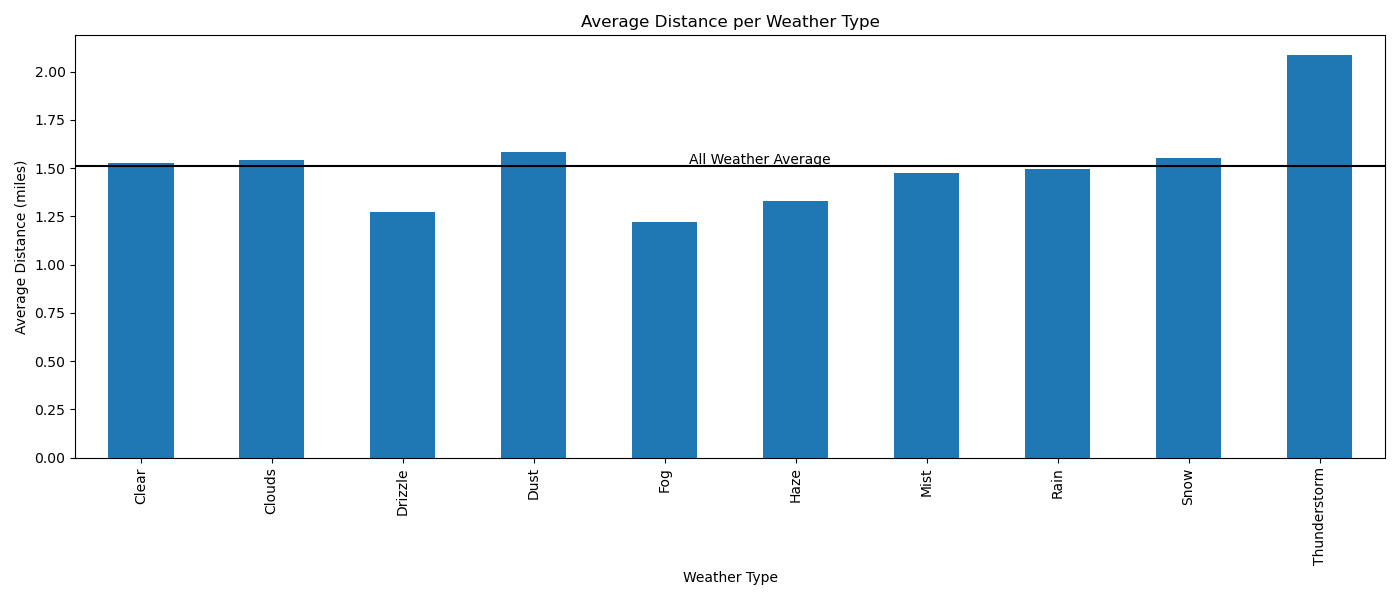 Average Distance per Weather Type
Average Distance (miles)
2.00
1.75
1.50
1.25
1.00
0.75
0.50
0.25
0.00
All Weather Average
Clear
Clouds
Drizzle
Dust
Fog
Haze
Mist
Rain
Snow
Thunderstorm
Weather Type